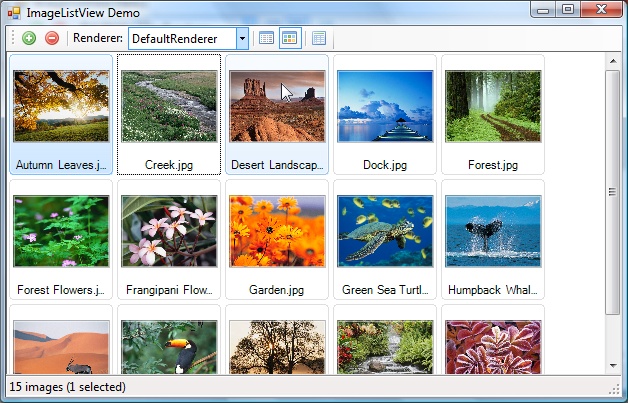 ImageListView Demo
Renderer: DefaultRenderer
Autumn Leaves.j...
Creek.jpg
Desert Landscap...
Dock.jpg
Forest.jpg
Forest Flowers.j...
Frangipani Flow...
Garden.jpg
Green Sea Turtl...
Humpback Whal...
15 images (1 selected)